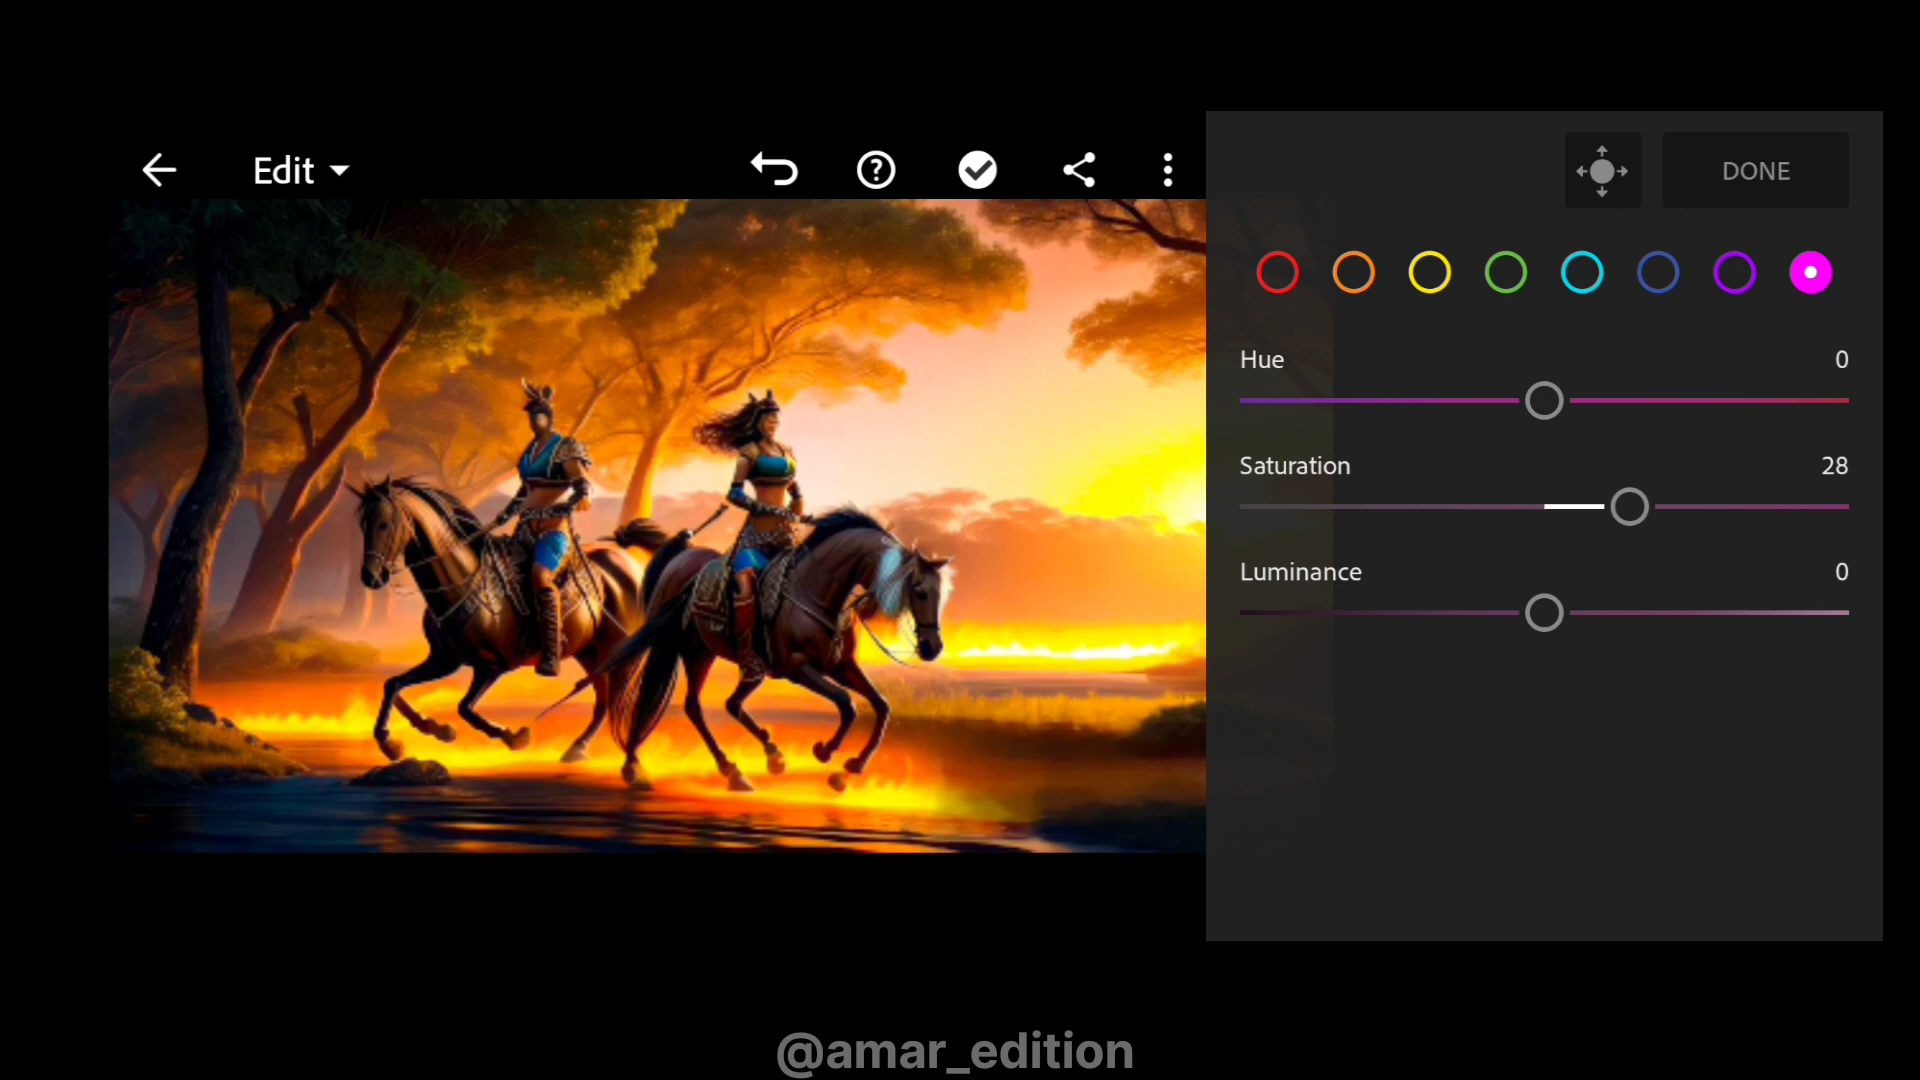 Edit
DONE
Hue 0
Saturation 28
Luminance 0
@amar_edition